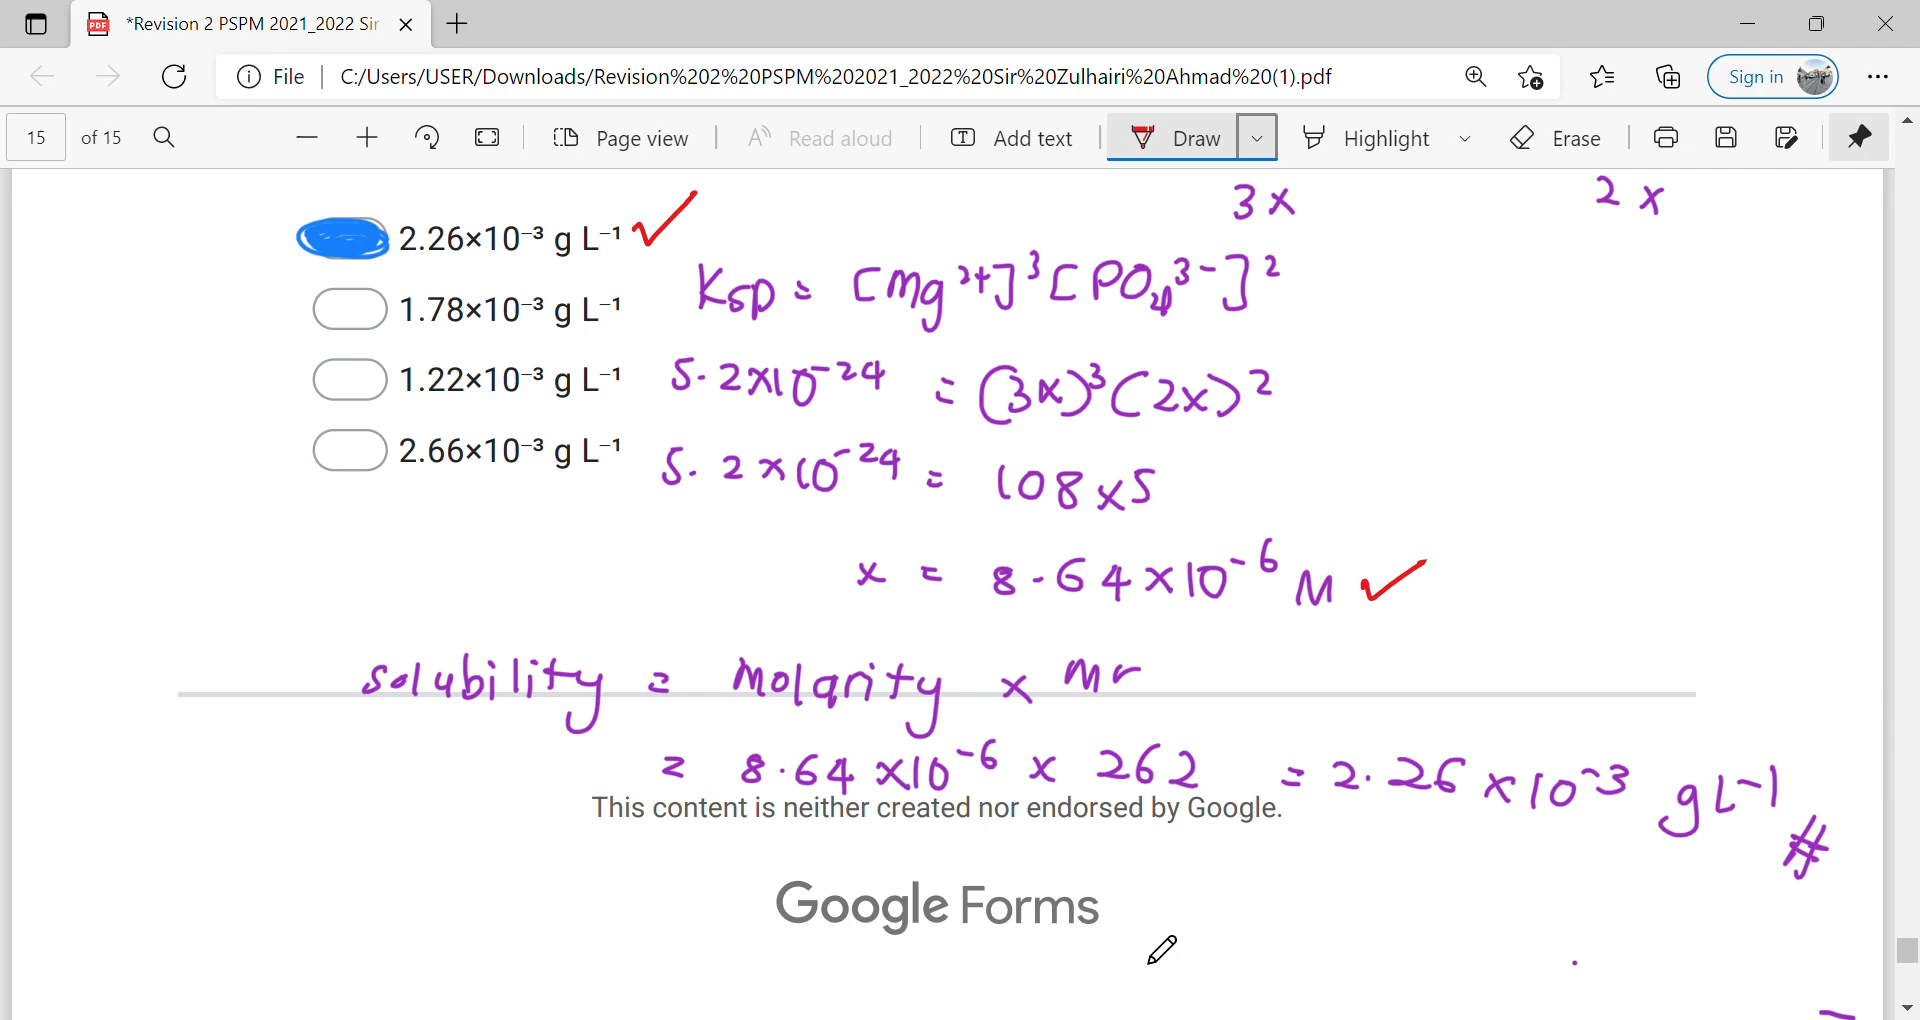 *Revision 2 PSPM 2021_2022 Sir
File | C:/Users/USER/Downloads/Revision%202%20PSPM%202021_2022%20Sir%20Zulhairi%20Ahmad%20(1).pdf
Sign in
15 of 15
Page view
Read aloud
Add text
Draw
Highlight
Erase
3x 2x
2.26×10⁻³ g L⁻¹
Ksp = [Mg²⁺]³[PO₄³⁻]²
1.78×10⁻³ g L⁻¹
1.22×10⁻³ g L⁻¹
5.2×10⁻²⁴ = (3x)³(2x)²
2.66×10⁻³ g L⁻¹
5.2×10⁻²⁴ = 108x5
x = 8.64×10⁻⁶ M
solubility = molarity × Mr
= 8.64×10⁻⁶ × 262 = 2.26×10⁻³ gL⁻¹ #
This content is neither created nor endorsed by Google.
Google Forms